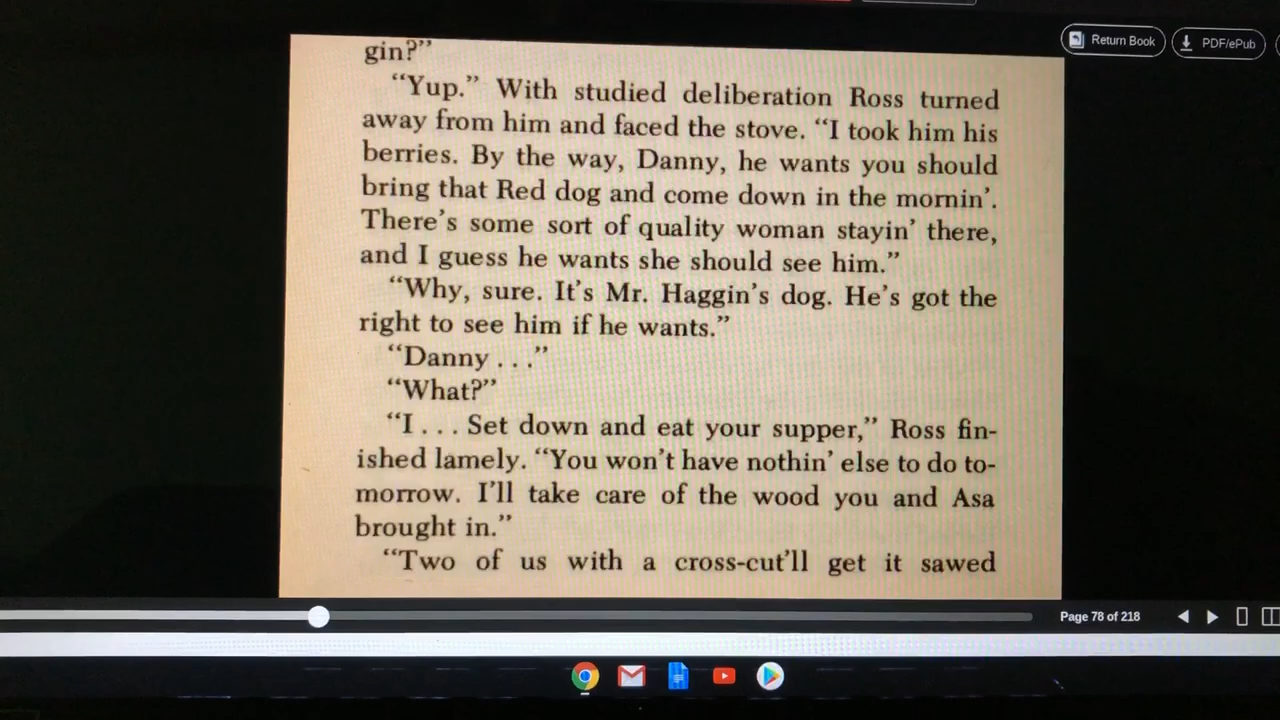 Return Book
PDF/ePub
gin?”
“Yup.” With studied deliberation Ross turned
away from him and faced the stove. “I took him his
berries. By the way, Danny, he wants you should
bring that Red dog and come down in the mornin’.
There’s some sort of quality woman stayin’ there,
and I guess he wants she should see him.”
“Why, sure. It’s Mr. Haggin’s dog. He’s got the
right to see him if he wants.”
“Danny . . .”
“What?”
“I . . . Set down and eat your supper,” Ross fin-
ished lamely. “You won’t have nothin’ else to do to-
morrow. I’ll take care of the wood you and Asa
brought in.”
“Two of us with a cross-cut’ll get it sawed
Page 78 of 218